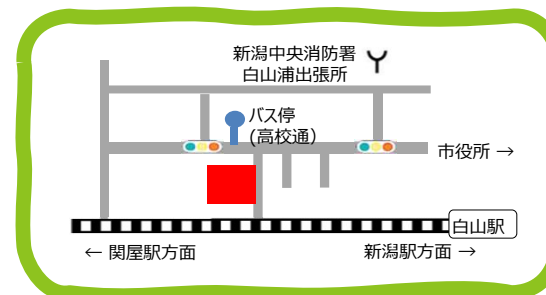 新潟中央消防署
白山浦出張所
バス停
(高校通)
市役所 →
白山駅
← 関屋駅方面
新潟駅方面 →